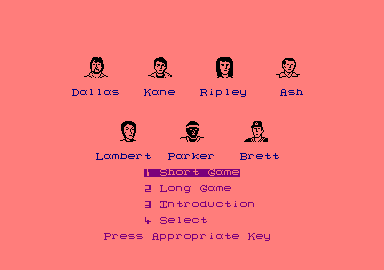 Dallas Kane Ripley Ash
Lambert Parker Brett
1 Short Game
2 Long Game
3 Introduction
4 Select
Press Appropriate Key